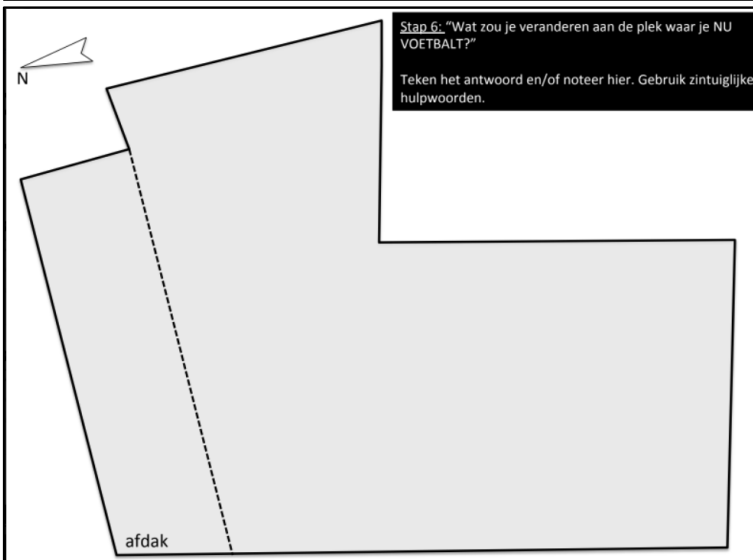 Stap 6: "Wat zou je veranderen aan de plek waar je NU
VOETBALT?"
Teken het antwoord en/of noteer hier. Gebruik zintuiglijke
hulpwoorden.
N
afdak